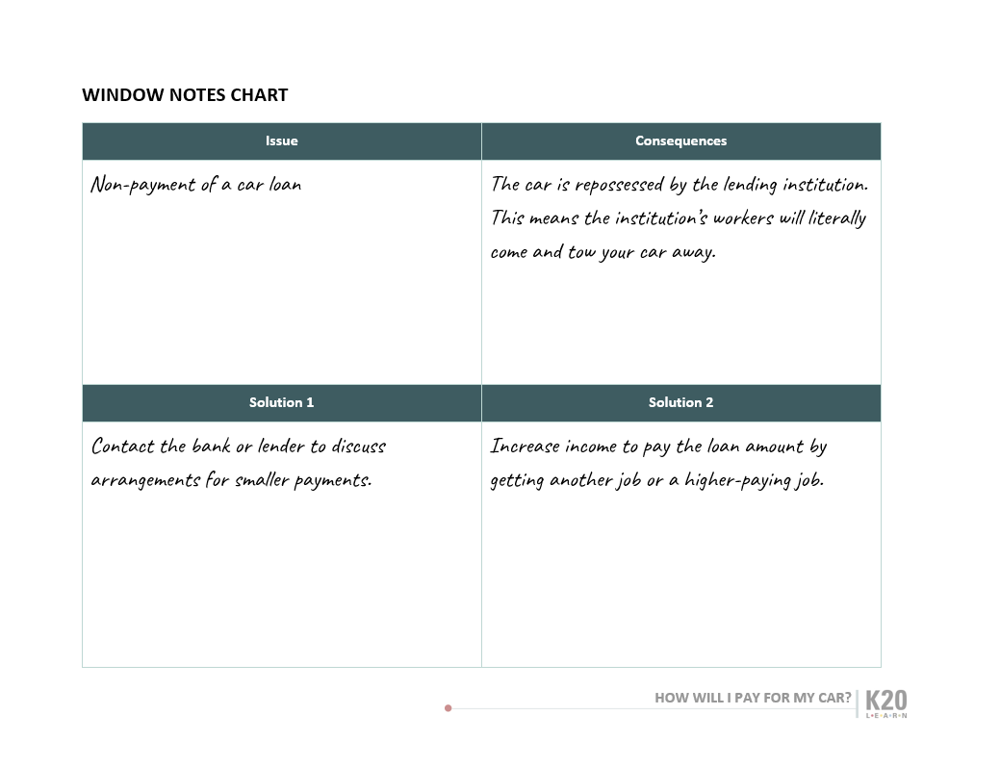 WINDOW NOTES CHART
Issue
Consequences
Non-payment of a car loan
The car is repossessed by the lending institution.
This means the institution's workers will literally
come and tow your car away.
Solution 1
Solution 2
Contact the bank or lender to discuss
arrangements for smaller payments.
Increase income to pay the loan amount by
getting another job or a higher-paying job.
HOW WILL I PAY FOR MY CAR?
K20
L•E•A•R•N